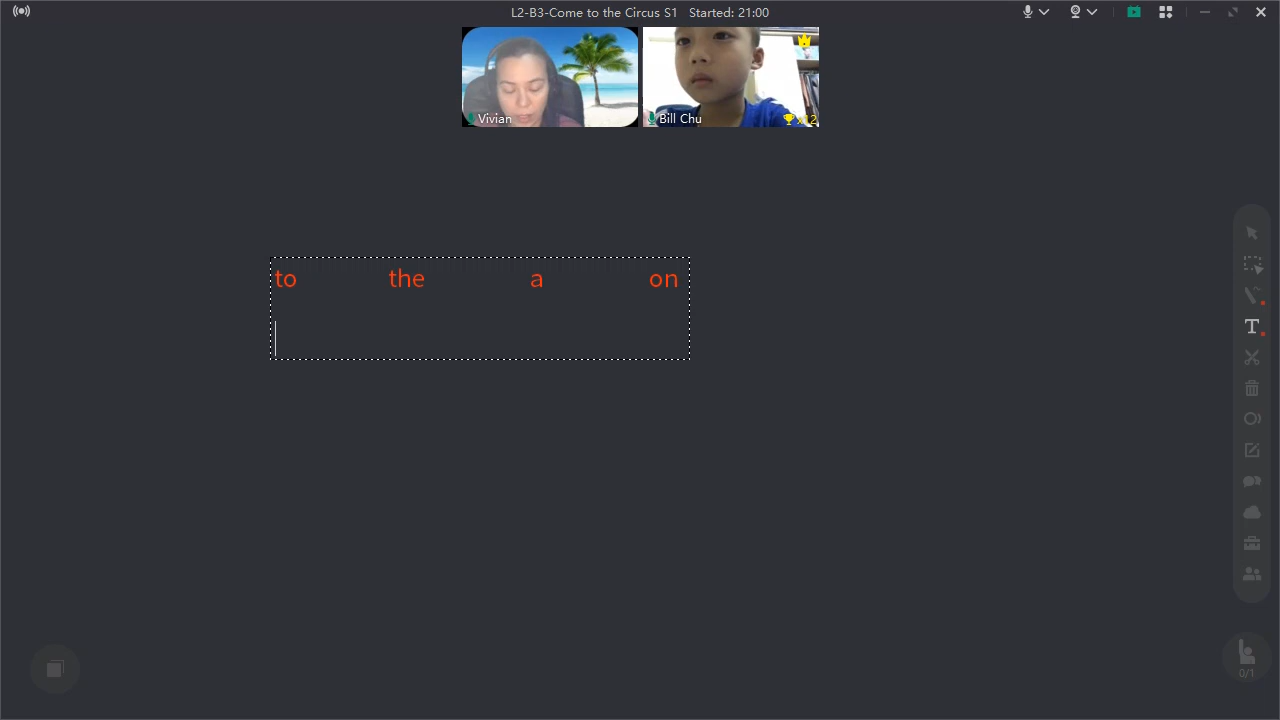 L2-B3-Come to the Circus S1 Started: 21:00
Vivian
Bill Chu
x12
to the a on
T
0/1